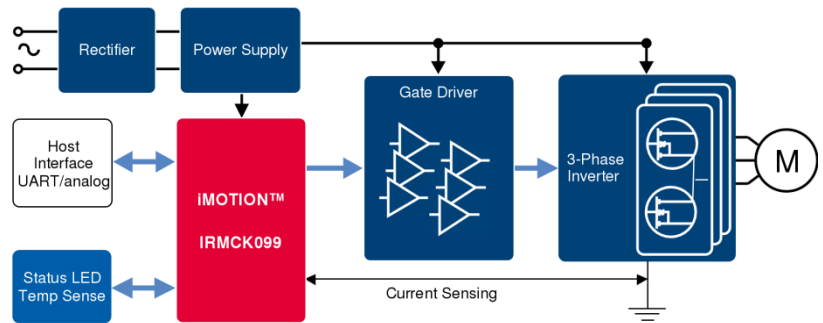 Rectifier
Power Supply
Gate Driver
Host
Interface
UART/analog
iMOTION™
IRMCK099
3-Phase
Inverter
M
Status LED
Temp Sense
Current Sensing